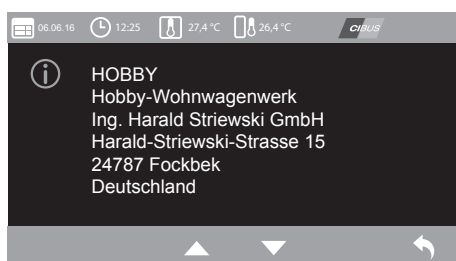 06.06.16 12:25 27,4 °C 26,4 °C CIBUS
HOBBY
Hobby-Wohnwagenwerk
Ing. Harald Striewski GmbH
Harald-Striewski-Strasse 15
24787 Fockbek
Deutschland